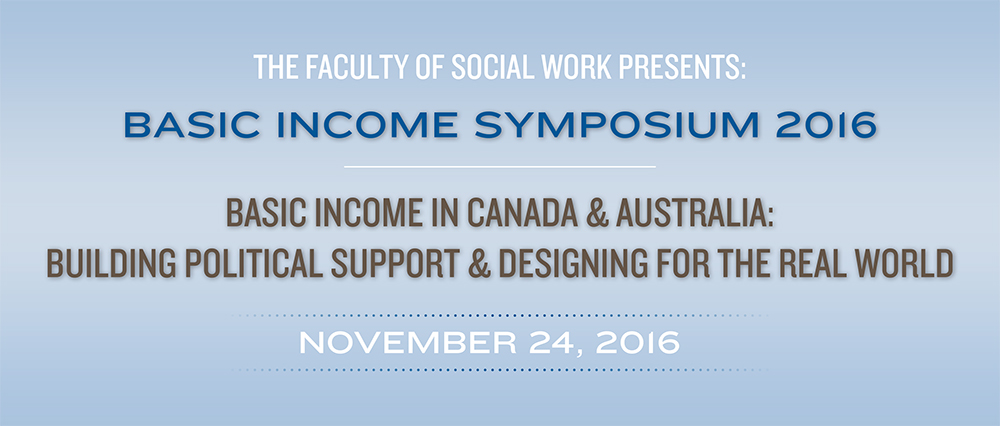 THE FACULTY OF SOCIAL WORK PRESENTS:
BASIC INCOME SYMPOSIUM 2016
BASIC INCOME IN CANADA & AUSTRALIA:
BUILDING POLITICAL SUPPORT & DESIGNING FOR THE REAL WORLD
NOVEMBER 24, 2016